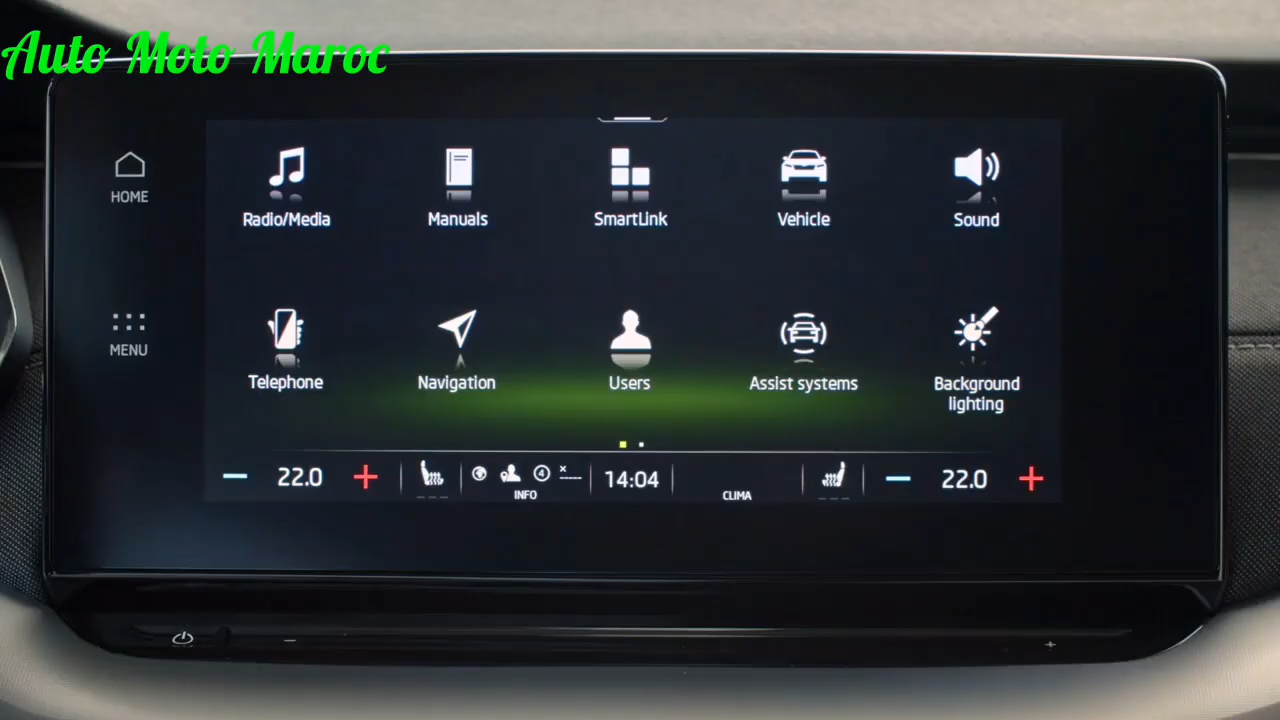 Auto Moto Maroc
HOME
MENU
Radio/Media
Manuals
SmartLink
Vehicle
Sound
Telephone
Navigation
Users
Assist systems
Background
lighting
22.0
4
INFO
14:04
CLIMA
22.0